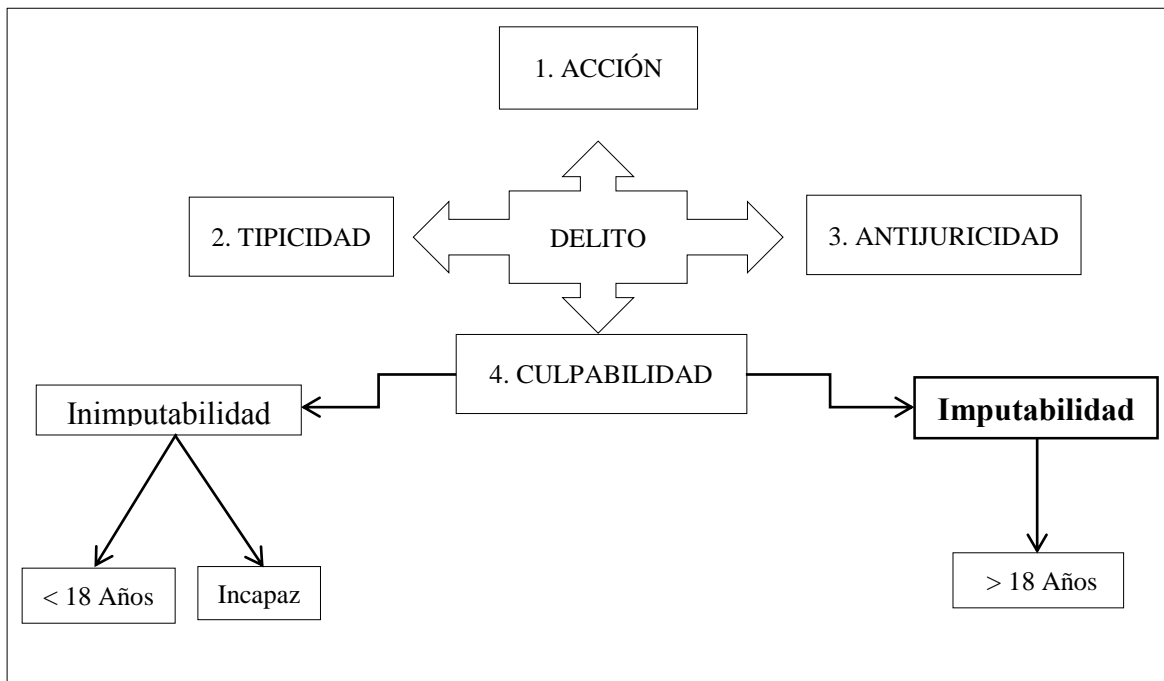 1. ACCIÓN
2. TIPICIDAD
DELITO
3. ANTIJURICIDAD
4. CULPABILIDAD
Inimputabilidad
Imputabilidad
< 18 Años
Incapaz
> 18 Años